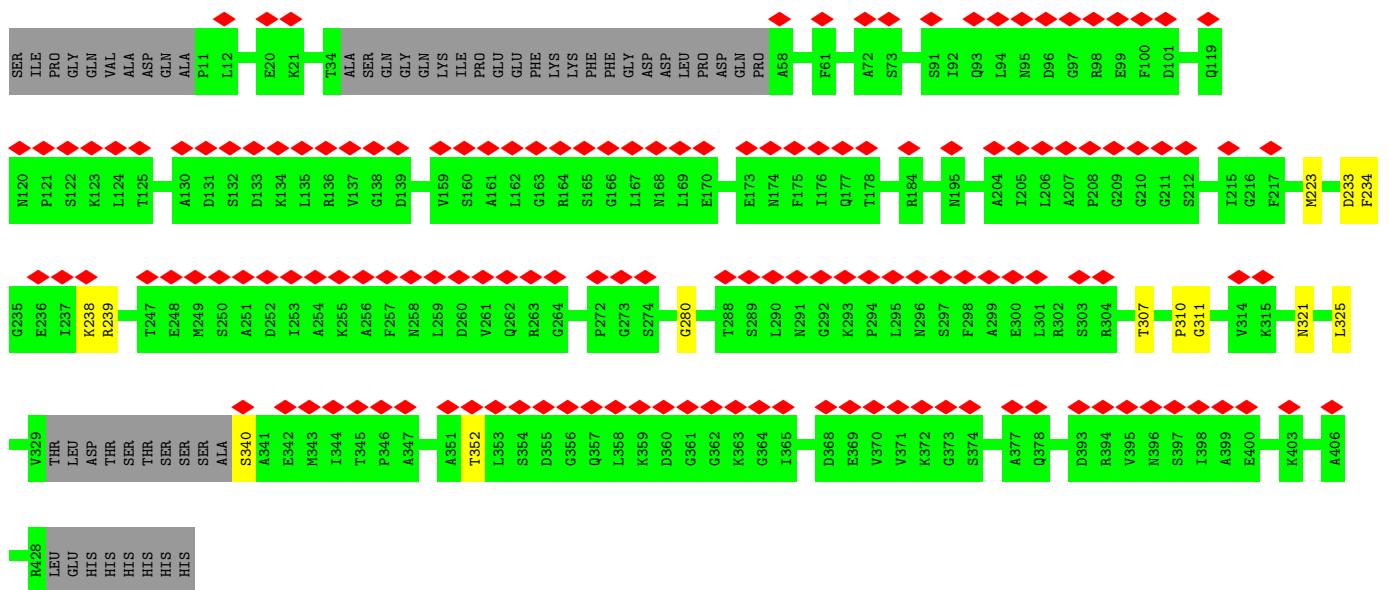 SER ILE PRO GLY GLN VAL ALA ASP GLN ALA P11 L12 E20 K21 T34 ALA SER GLN GLY GLN LYS ILE PRO GLU GLU PHE LYS LYS PHE PHE GLY ASP ASP LEU PRO ASP GLN PRO A58 F61 A72 S73 S91 I92 Q93 L94 N95 D96 G97 R98 E99 F100 D101 Q119
N120 P121 S122 K123 L124 T125 A130 D131 S132 D133 K134 L135 R136 V137 G138 D139 V159 S160 A161 L162 G163 R164 S165 G166 L167 N168 L169 E170 E173 N174 F175 I176 Q177 T178 R184 N195 A204 I205 L206 A207 P208 G209 G210 G211 S212 I215 G216 F217 M223 D233 F234
G235 E236 I237 K238 R239 T247 E248 M249 S250 A251 D252 I253 A254 K255 A256 F257 N258 L259 D260 V261 Q262 R263 G264 P272 G273 S274 G280 T288 S289 L290 N291 G292 K293 P294 L295 N296 S297 F298 A299 E300 L301 R302 S303 R304 T307 P310 G311 V314 K315 N321 L325
V329 THR LEU ASP THR SER THR SER SER SER ALA S340 A341 E342 M343 I344 T345 P346 A347 A351 T352 L353 S354 D355 G356 Q357 L358 K359 D360 G361 G362 K363 G364 I365 D368 E369 V370 V371 K372 G373 S374 A377 Q378 D393 R394 V395 N396 S397 I398 A399 E400 K403 A406
R428 LEU GLU HIS HIS HIS HIS HIS HIS